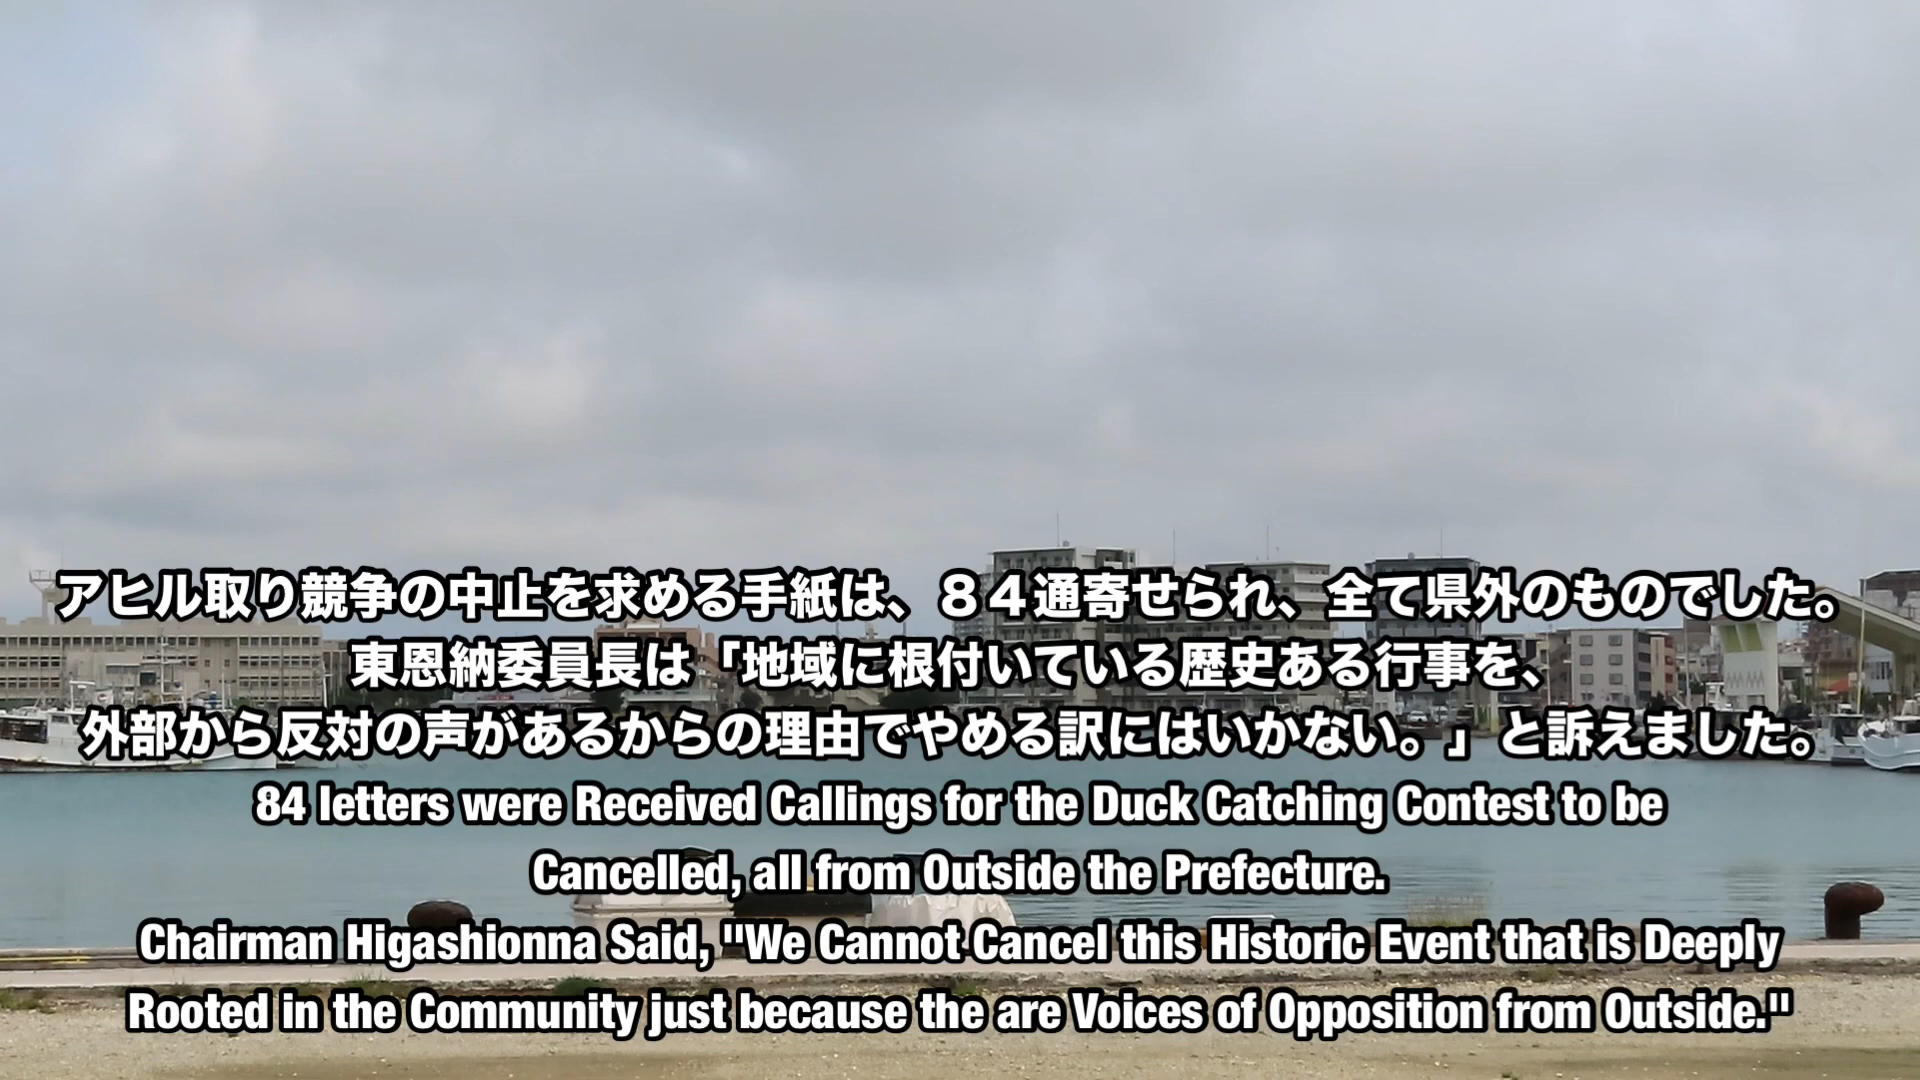 アヒル取り競争の中止を求める手紙は、８４通寄せられ、全て県外のものでした。
東恩納委員長は「地域に根付いている歴史ある行事を、
外部から反対の声があるからの理由でやめる訳にはいかない。」と訴えました。
84 letters were Received Callings for the Duck Catching Contest to be
Cancelled, all from Outside the Prefecture.
Chairman Higashionna Said, "We Cannot Cancel this Historic Event that is Deeply
Rooted in the Community just because the are Voices of Opposition from Outside."